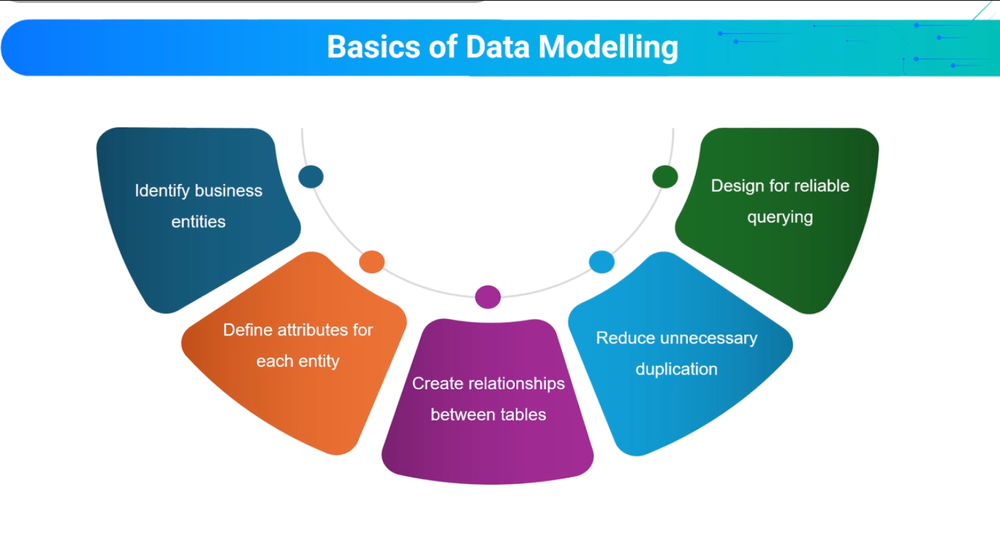 Basics of Data Modelling
Identify business
entities
Define attributes for
each entity
Create relationships
between tables
Reduce unnecessary
duplication
Design for reliable
querying